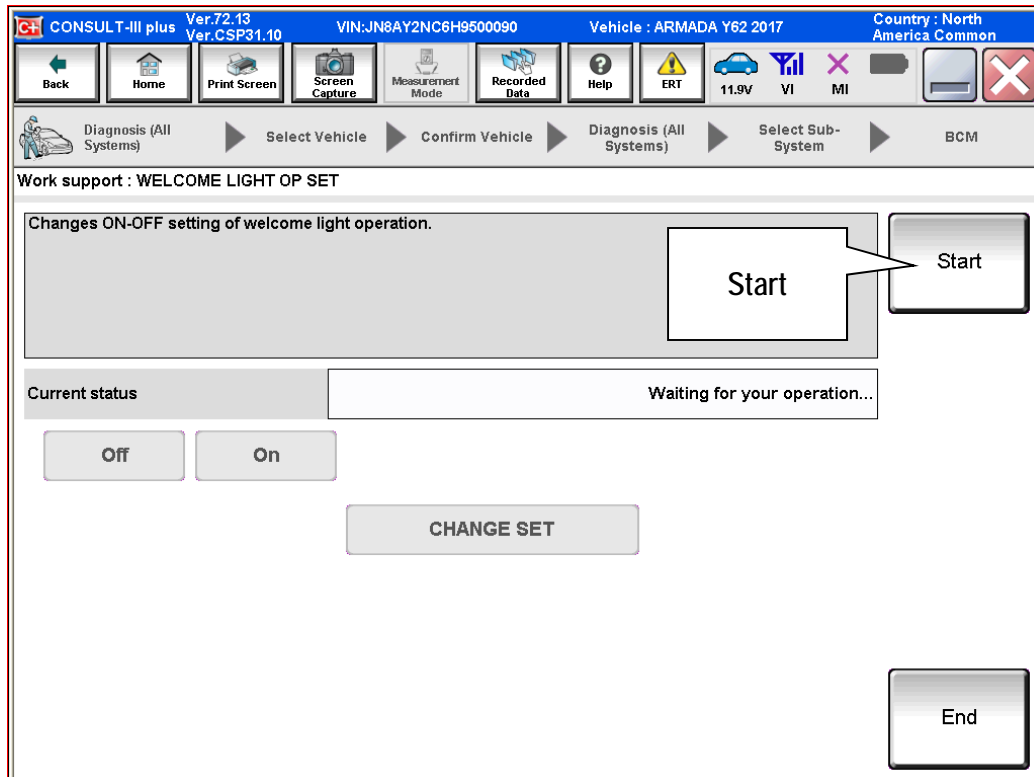 C+ CONSULT-III plus Ver.72.13 VIN:JN8AY2NC6H9500090 Vehicle : ARMADA Y62 2017 Country : North
Ver.CSP31.10 America Common
Back Home Print Screen Screen Capture Measurement Mode Recorded Data Help ERT 11.9V VI MI
Diagnosis (All Systems) Select Vehicle Confirm Vehicle Diagnosis (All Systems) Select Sub-System BCM
Work support : WELCOME LIGHT OP SET
Changes ON-OFF setting of welcome light operation.
Start
Start
Current status Waiting for your operation...
Off On
CHANGE SET
End